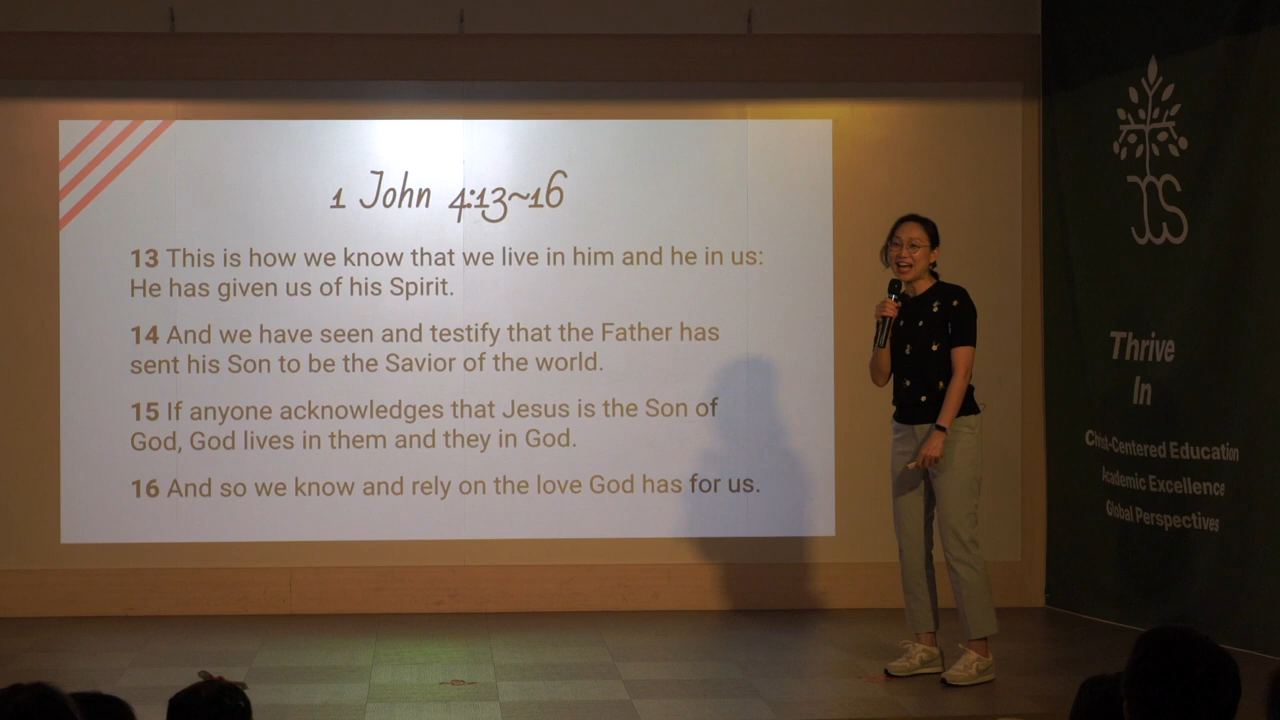 1 John 4:13~16
13 This is how we know that we live in him and he in us:
He has given us of his Spirit.
14 And we have seen and testify that the Father has
sent his Son to be the Savior of the world.
15 If anyone acknowledges that Jesus is the Son of
God, God lives in them and they in God.
16 And so we know and rely on the love God has for us.
Thrive
In
Christ-Centered Education
Academic Excellence
Global Perspectives